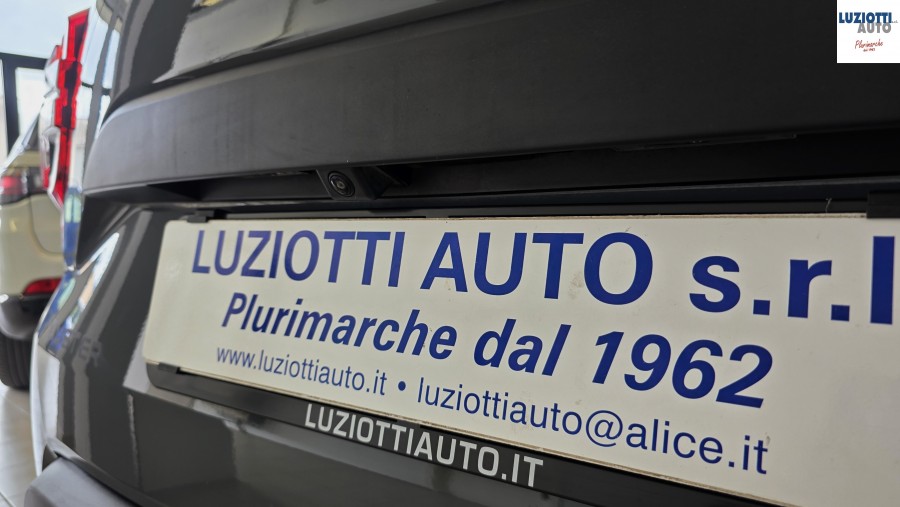 LUZIOTTI
AUTO
Plurimarche
LUZIOTTI AUTO s.r.l
Plurimarche dal 1962
www.luziottiauto.it • luziottiauto@alice.it
LUZIOTTIAUTO.IT